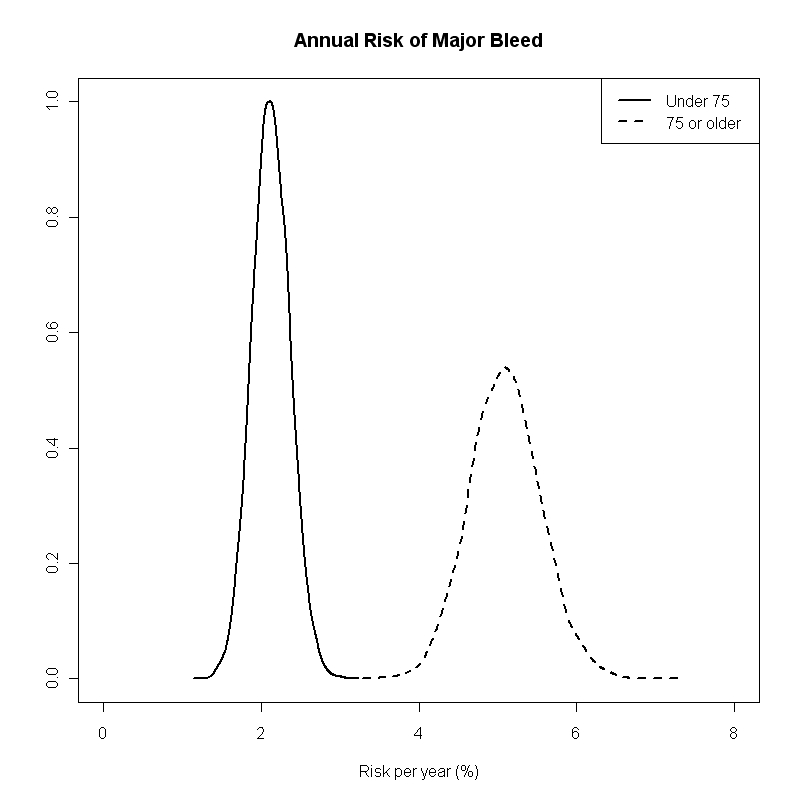 Annual Risk of Major Bleed
Under 75
75 or older
1.0
0.8
0.6
0.4
0.2
0.0
0 2 4 6 8
Risk per year (%)